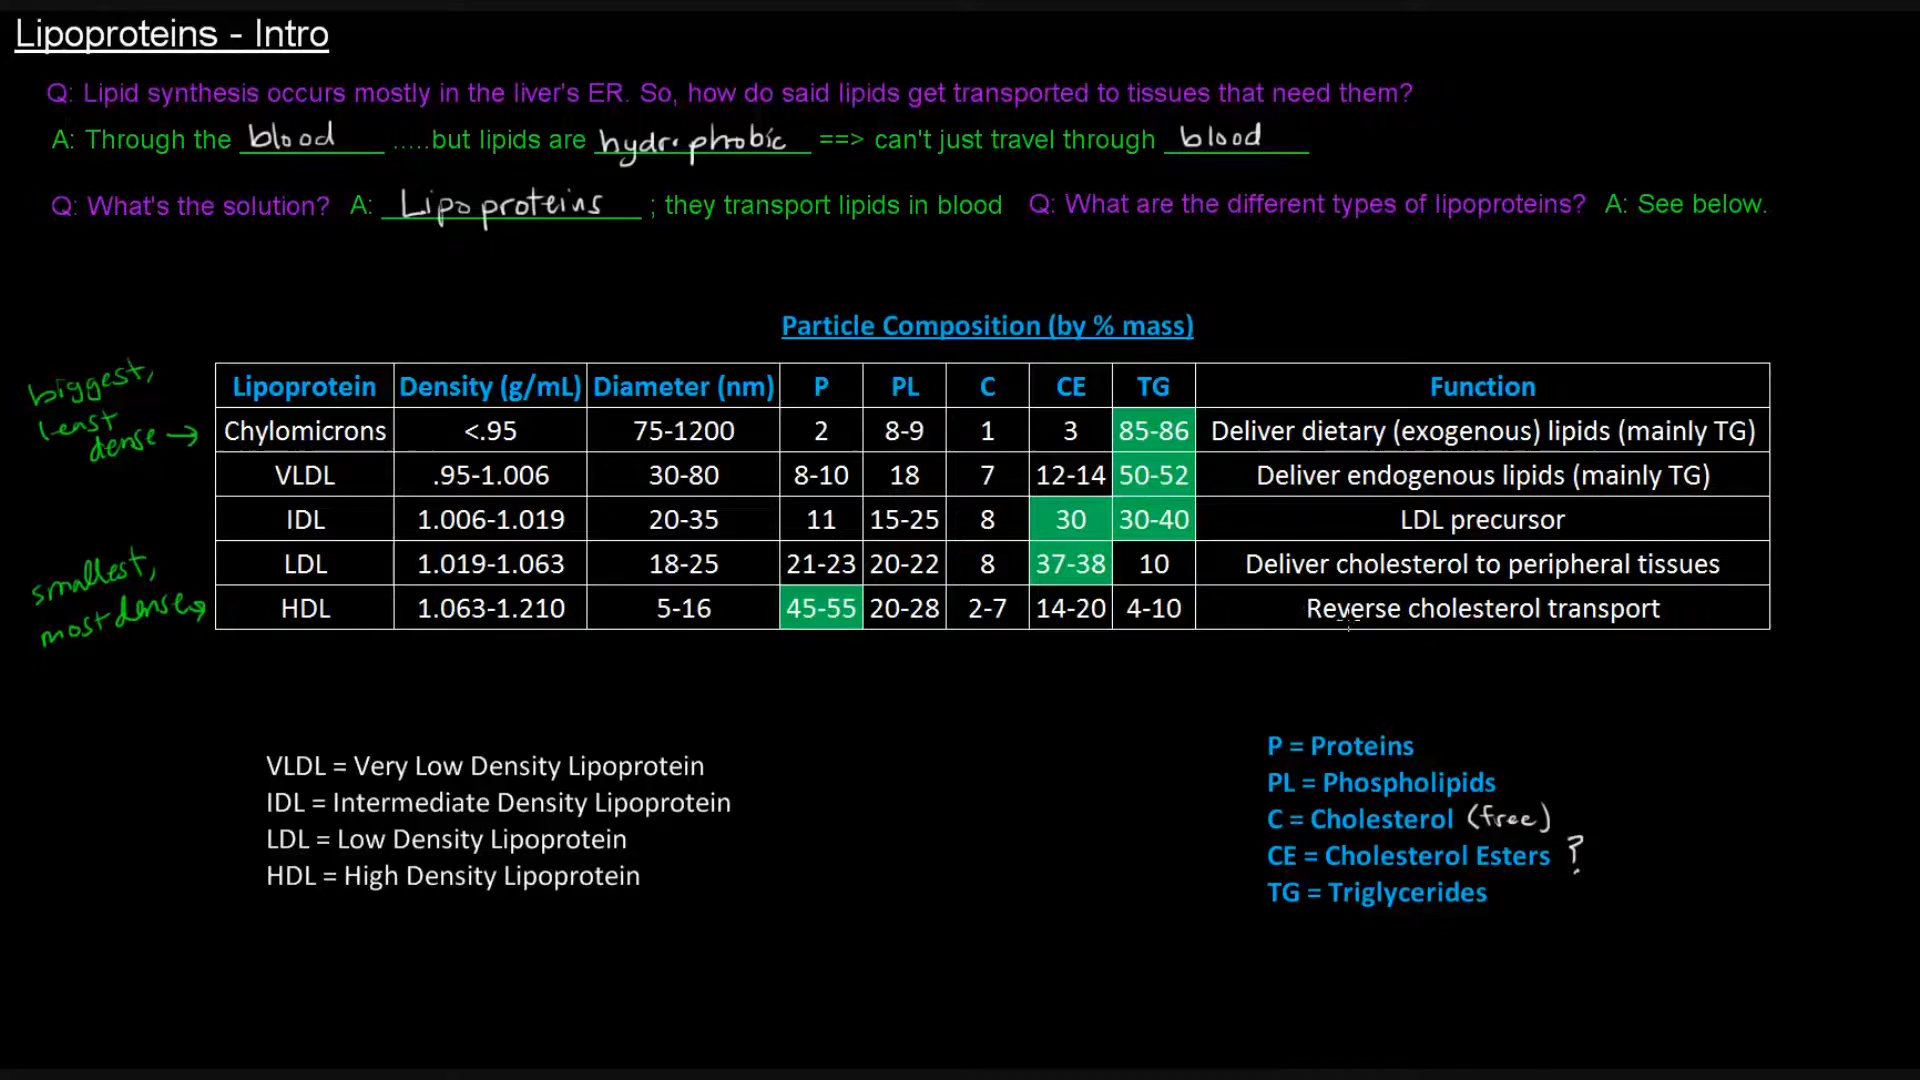 Lipoproteins - Intro
Q: Lipid synthesis occurs mostly in the liver's ER. So, how do said lipids get transported to tissues that need them?
A: Through the blood .....but lipids are hydrophobic ==> can't just travel through blood
Q: What's the solution? A: Lipoproteins ; they transport lipids in blood Q: What are the different types of lipoproteins? A: See below.
Particle Composition (by % mass)
biggest,
least
dense →
Lipoprotein Density (g/mL) Diameter (nm) P PL C CE TG Function
Chylomicrons <.95 75-1200 2 8-9 1 3 85-86 Deliver dietary (exogenous) lipids (mainly TG)
VLDL .95-1.006 30-80 8-10 18 7 12-14 50-52 Deliver endogenous lipids (mainly TG)
IDL 1.006-1.019 20-35 11 15-25 8 30 30-40 LDL precursor
LDL 1.019-1.063 18-25 21-23 20-22 8 37-38 10 Deliver cholesterol to peripheral tissues
HDL 1.063-1.210 5-16 45-55 20-28 2-7 14-20 4-10 Reverse cholesterol transport
smallest,
most dense →
VLDL = Very Low Density Lipoprotein
IDL = Intermediate Density Lipoprotein
LDL = Low Density Lipoprotein
HDL = High Density Lipoprotein
P = Proteins
PL = Phospholipids
C = Cholesterol (free)
CE = Cholesterol Esters ?
TG = Triglycerides